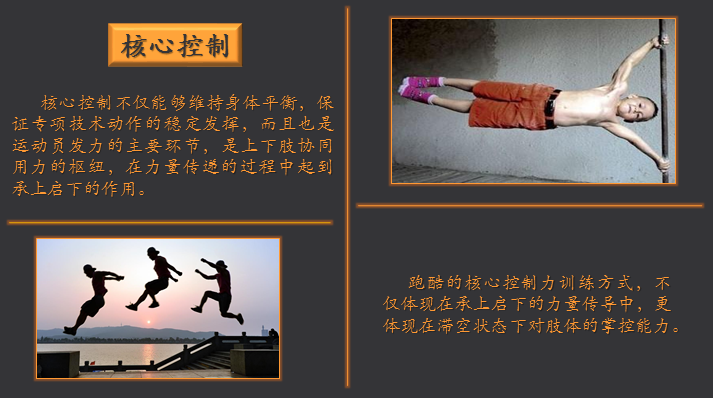 核心控制
核心控制不仅能够维持身体平衡，保
证专项技术动作的稳定发挥，而且也是
运动员发力的主要环节，是上下肢协同
用力的枢纽，在力量传递的过程中起到
承上启下的作用。
跑酷的核心控制力训练方式，不
仅体现在承上启下的力量传导中，更
体现在滞空状态下对肢体的掌控能力。